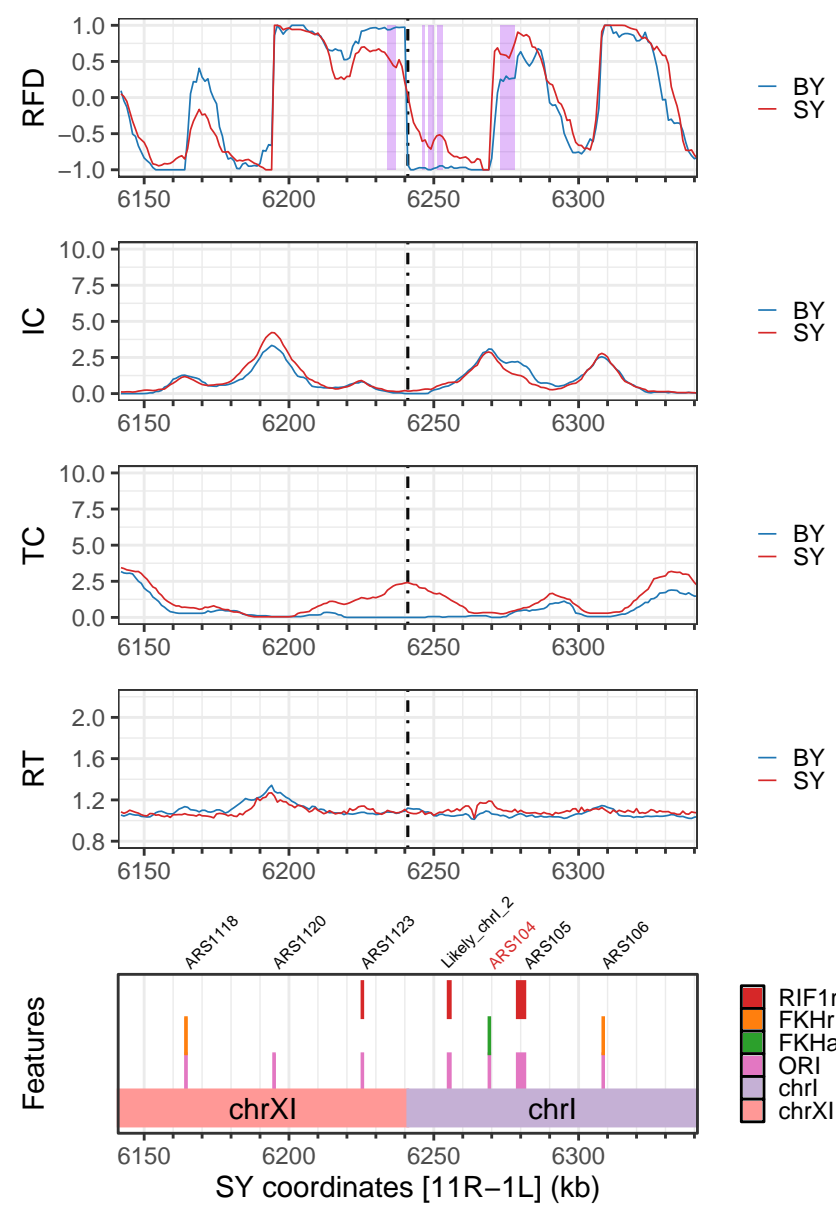 RFD
1.0
0.5
0.0
−0.5
−1.0
6150 6200 6250 6300
BY
SY
IC
10.0
7.5
5.0
2.5
0.0
6150 6200 6250 6300
BY
SY
TC
10.0
7.5
5.0
2.5
0.0
6150 6200 6250 6300
BY
SY
RT
2.0
1.6
1.2
0.8
6150 6200 6250 6300
BY
SY
ARS1118 ARS1120 ARS1123 Likely_chrI_2 ARS104 ARS105 ARS106
Features
chrXI chrI
RIF1r
FKHr
FKHa
ORI
chrI
chrXI
6150 6200 6250 6300
SY coordinates [11R−1L] (kb)